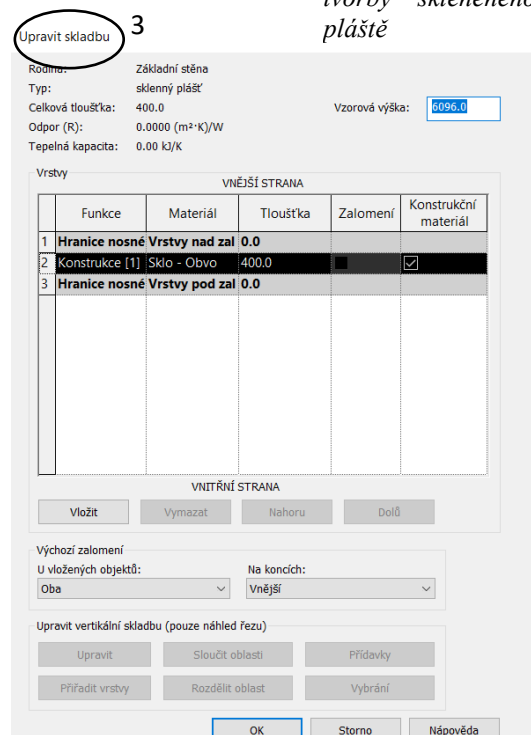 tvorby skleněného
pláště
Upravit skladbu 3
Rodina: Základní stěna
Typ: sklenný plášť
Celková tloušťka: 400.0 Vzorová výška: 6096.0
Odpor (R): 0.0000 (m²·K)/W
Tepelná kapacita: 0.00 kJ/K
Vrstvy
VNĚJŠÍ STRANA
Funkce Materiál Tloušťka Zalomení Konstrukční materiál
1 Hranice nosné Vrstvy nad zal 0.0
2 Konstrukce [1] Sklo - Obvo 400.0
3 Hranice nosné Vrstvy pod zal 0.0
VNITŘNÍ STRANA
Vložit Vymazat Nahoru Dolů
Výchozí zalomení
U vložených objektů: Na koncích:
Oba Vnější
Upravit vertikální skladbu (pouze náhled řezu)
Upravit Sloučit oblasti Přídavky
Přiřadit vrstvy Rozdělit oblast Vybrání
OK Storno Nápověda